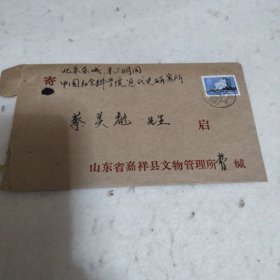 北京东城 东厂胡同
寄
中国社会科学院近代史研究所
蔡美彪 先生 启
山东省嘉祥县文物管理所 缄